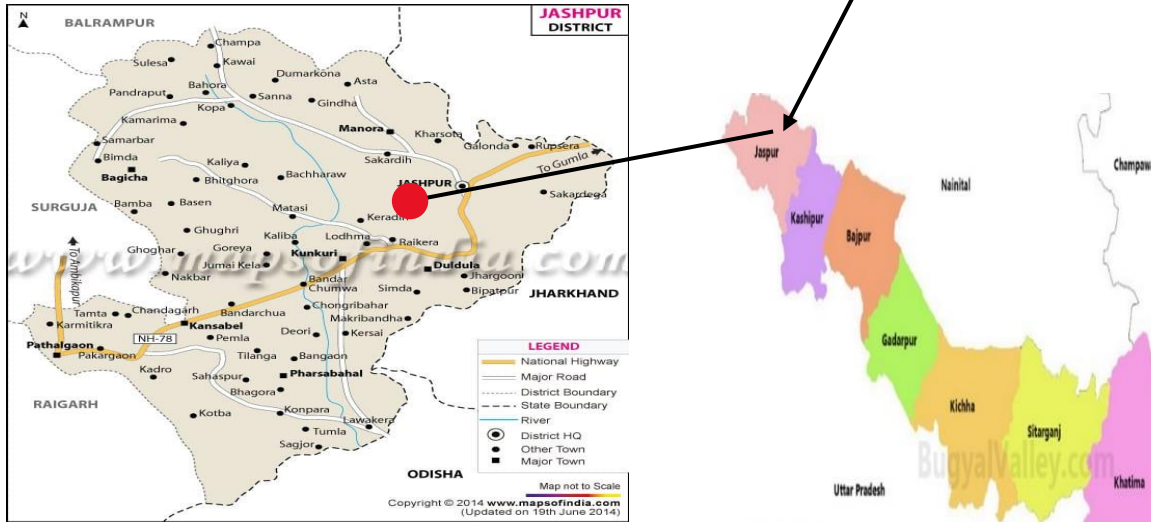 N
BALRAMPUR
JASHPUR
DISTRICT
Champa
Sulesa
Kawai
Dumarkona
Asta
Pandraput
Bahora
Sanna
Gindha
Kopa
Kamarima
Manora
Kharsota
Samarbar
Galonda
Rupsera
Bimda
Kaliya
Sakardih
To Gumla
Bagicha
Bhitghora
Bachharaw
JASHPUR
Sakardega
SURGUJA
Bamba
Basen
Matasi
Keradih
Ghughri
Kaliba
Lodhma
Raikera
Ghoghar
Goreya
Kunkuri
www.mapsofindia.com
To Ambikapur
Jumai Kela
Duldula
Nakbar
Bandar
Chumwa
Jhargoon
Simda
Bipatpur
JHARKHAND
Tamta
Chandagarh
Bandarchua
Chongribahar
Makribandha
Karmitikra
Kansabel
Deori
Kersai
NH-78
Pemla
Pathalgaon
Pakargaon
Tilanga
Bangaon
Kadro
Sahaspur
Pharsabahal
Bhagora
RAIGARH
Kotba
Konpara
Lawakera
Tumla
Sagjor
ODISHA
LEGEND
National Highway
Major Road
District Boundary
State Boundary
River
District HQ
Other Town
Major Town
Map not to Scale
Copyright © 2014 www.mapsofindia.com
(Updated on 19th June 2014)
Jaspur
Nainital
Champaw
Kashipur
Bajpur
Gadarpur
Kichha
Sitarganj
BugyalValley.com
Uttar Pradesh
Khatima